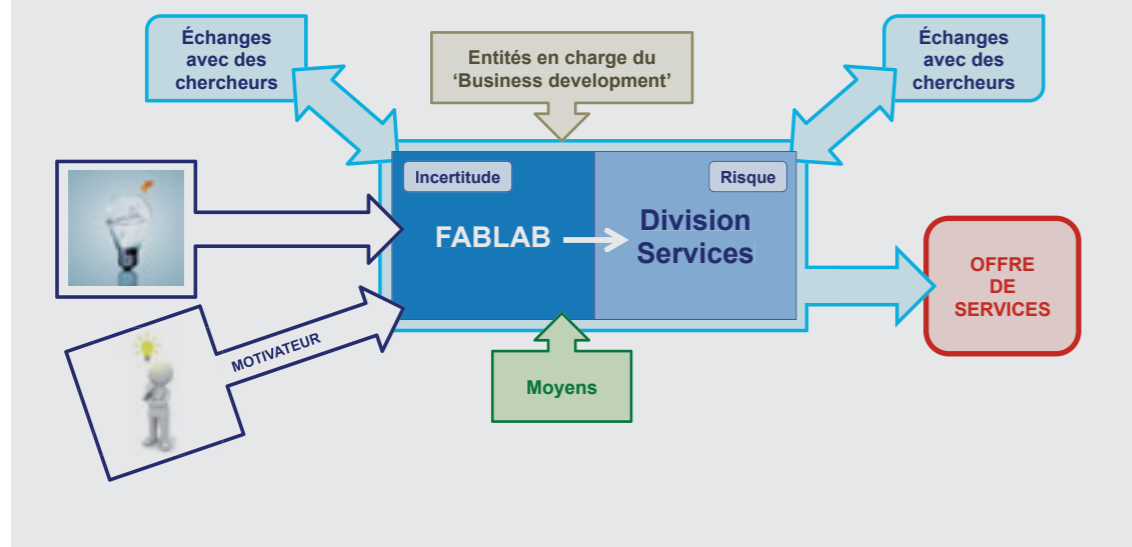 Échanges
avec des
chercheurs
Entités en charge du
‘Business development’
Échanges
avec des
chercheurs
Incertitude
Risque
FABLAB
Division
Services
OFFRE
DE
SERVICES
MOTIVATEUR
Moyens